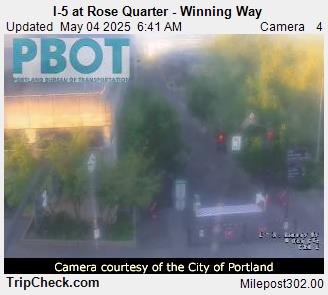 I-5 at Rose Quarter - Winning Way
Updated May 04 2025 6:41 AM Camera 4
PBOT
PORTLAND BUREAU OF TRANSPORTATION
Camera courtesy of the City of Portland
TripCheck.com Milepost302.00